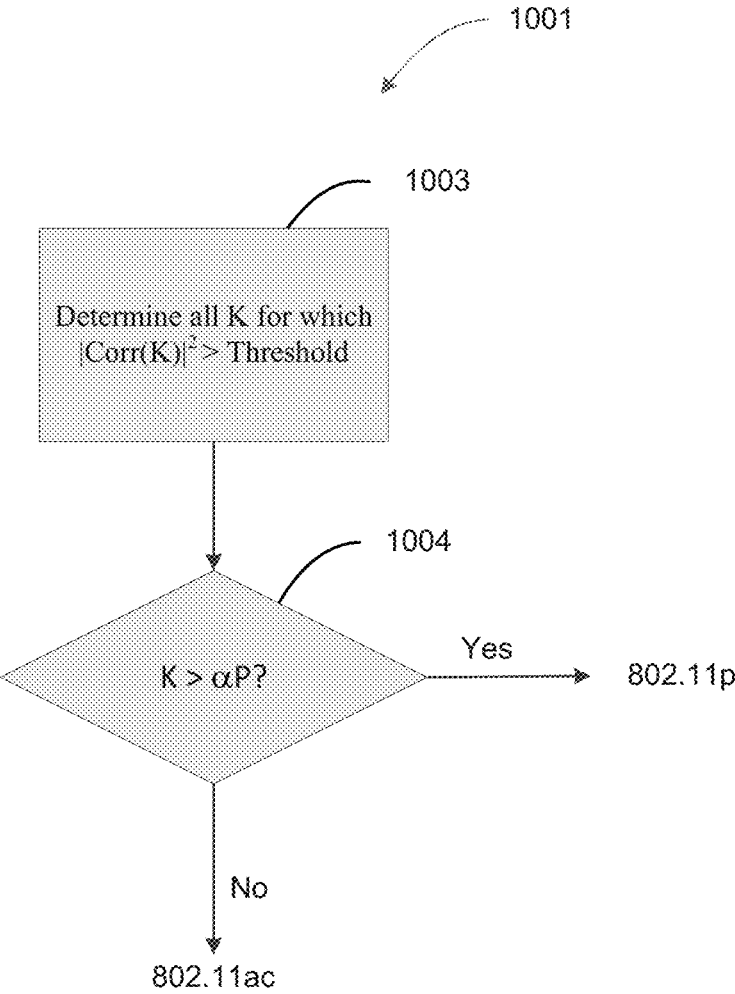 1001
1003
Determine all K for which
|Corr(K)|² > Threshold
1004
K > αP?
Yes
802.11p
No
802.11ac